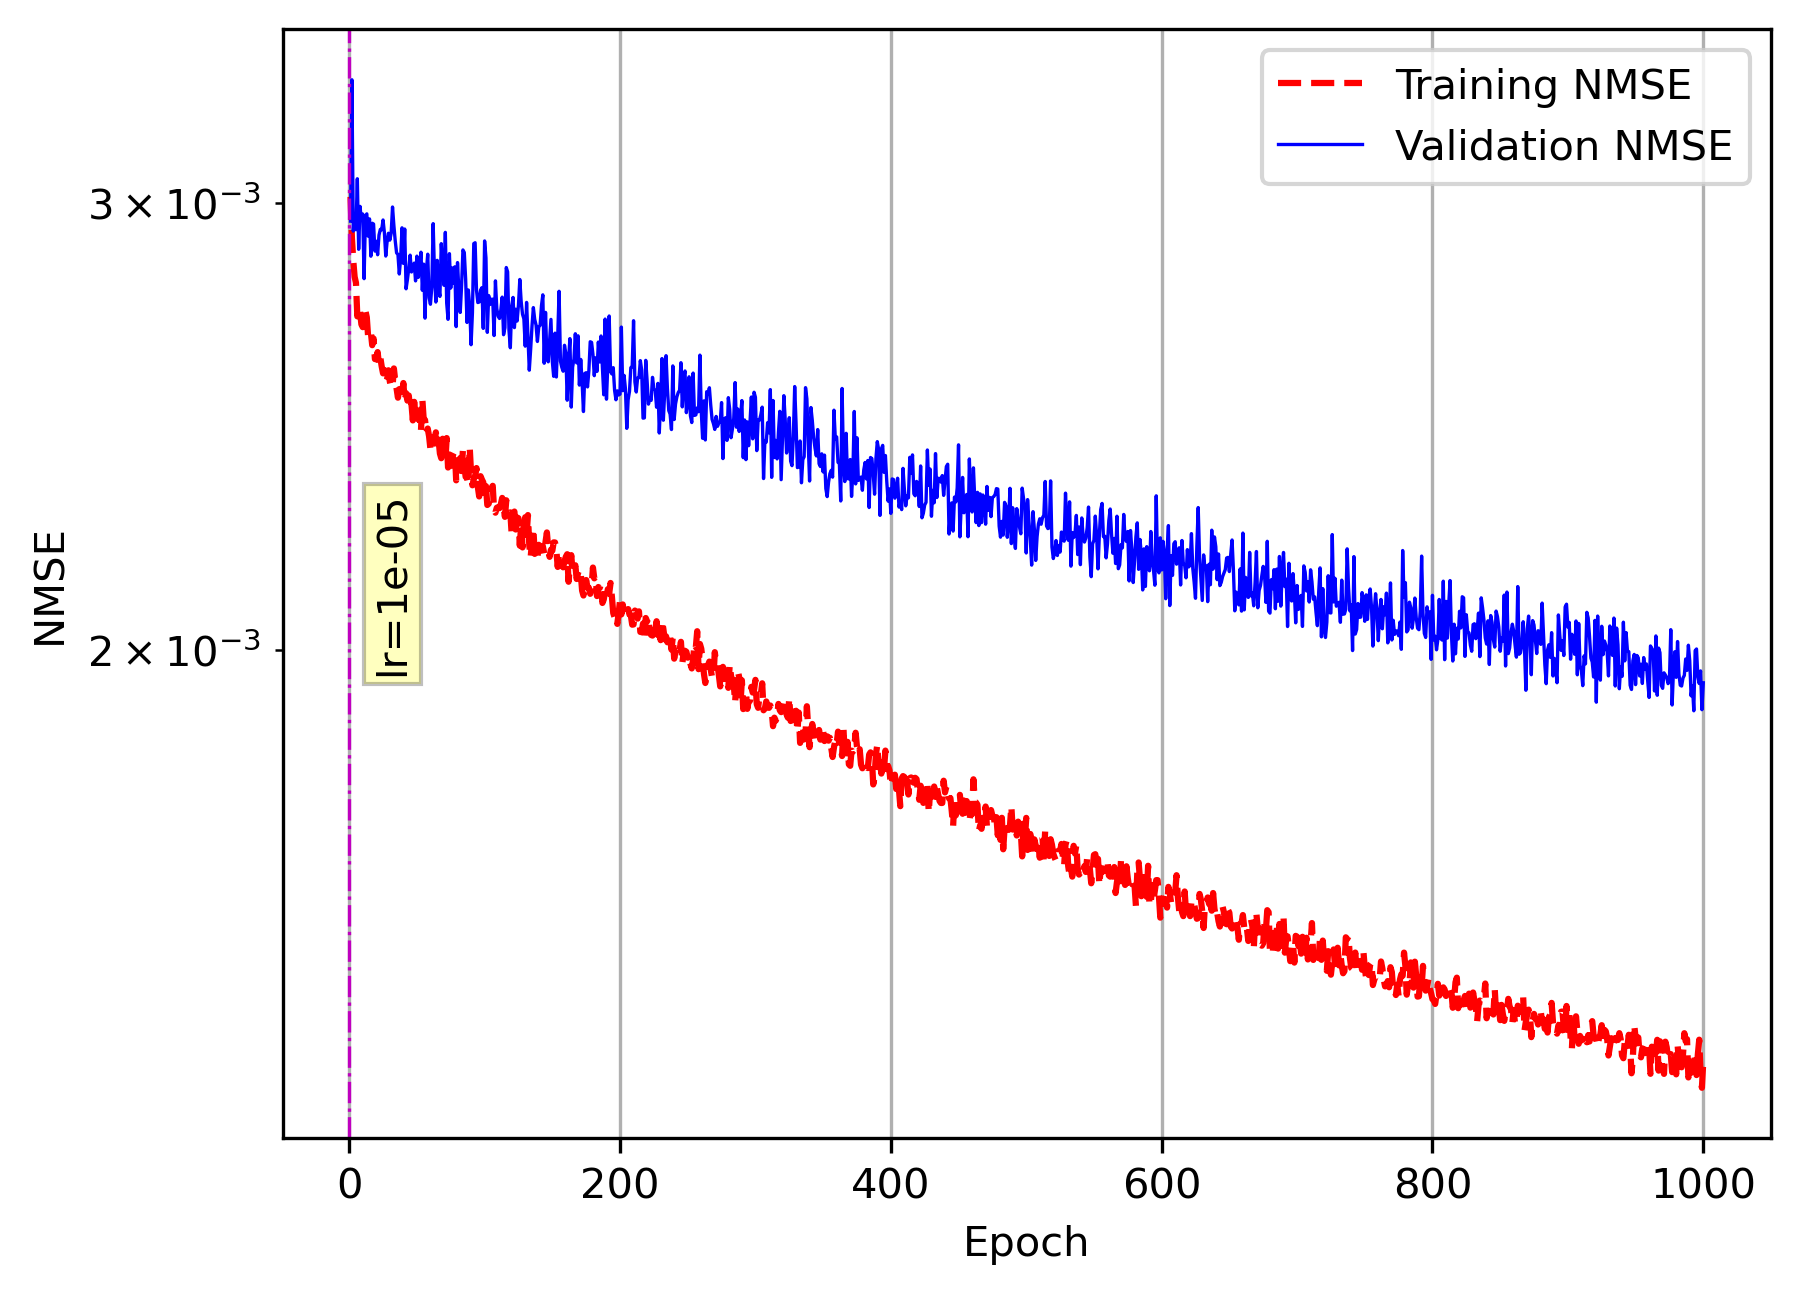 Training NMSE
Validation NMSE
3 × 10⁻³
2 × 10⁻³
NMSE
lr=1e-05
0 200 400 600 800 1000
Epoch